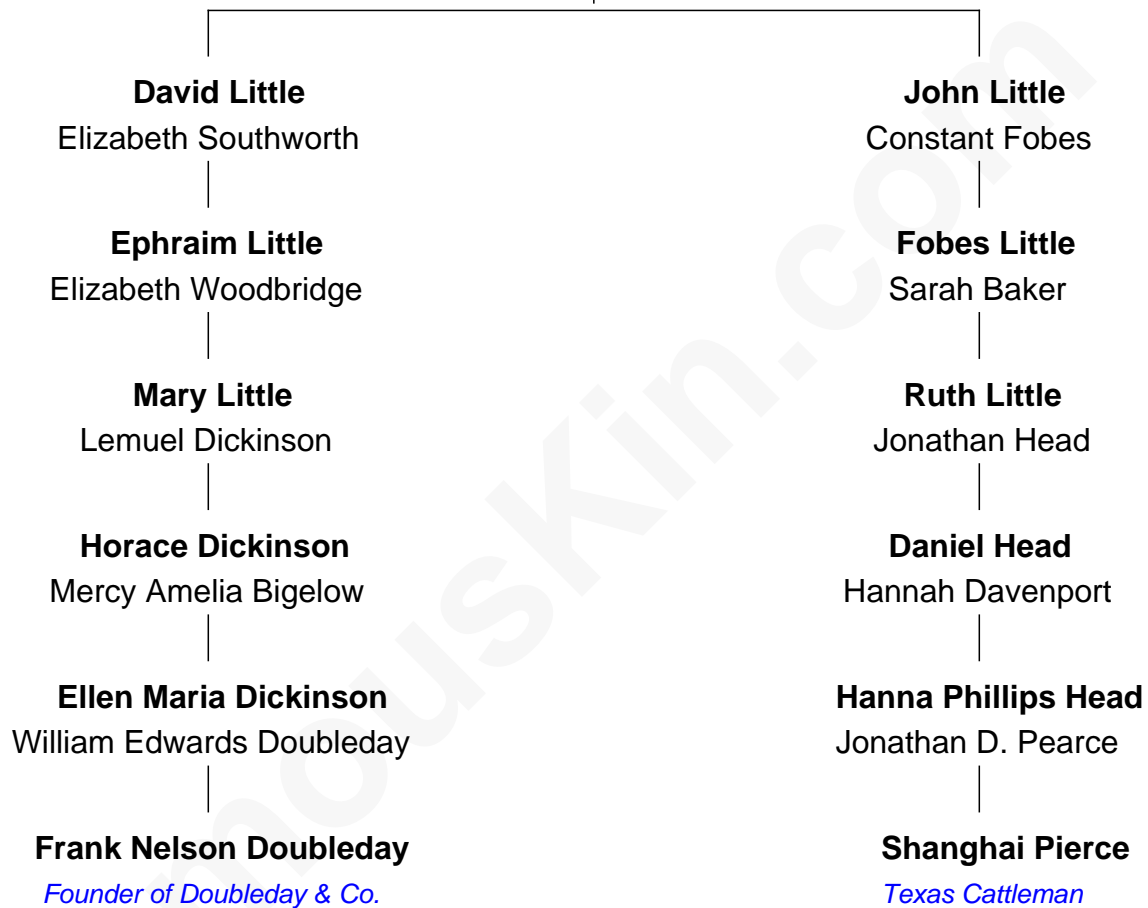 David Little
Elizabeth Southworth
Ephraim Little
Elizabeth Woodbridge
Mary Little
Lemuel Dickinson
Horace Dickinson
Mercy Amelia Bigelow
Ellen Maria Dickinson
William Edwards Doubleday
Frank Nelson Doubleday
Founder of Doubleday & Co.
John Little
Constant Fobes
Fobes Little
Sarah Baker
Ruth Little
Jonathan Head
Daniel Head
Hannah Davenport
Hanna Phillips Head
Jonathan D. Pearce
Shanghai Pierce
Texas Cattleman
mousKin.com